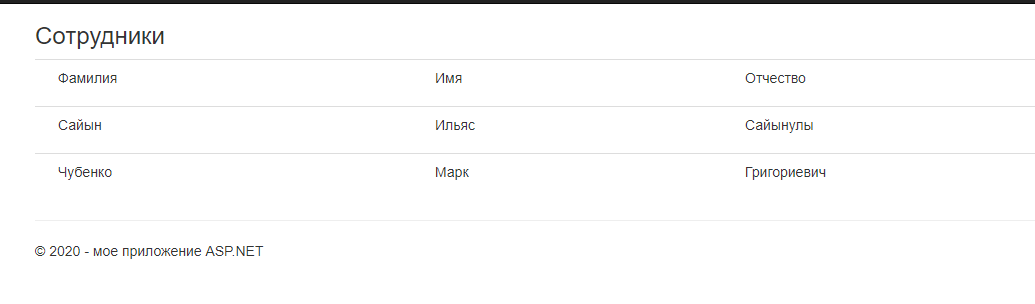 Сотрудники
Фамилия Имя Отчество
Сайын Ильяс Сайынулы
Чубенко Марк Григориевич
© 2020 - мое приложение ASP.NET